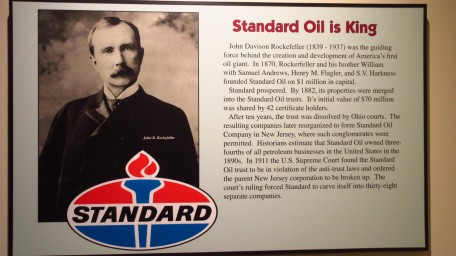 Standard Oil is King
John Davison Rockefeller (1839 - 1937) was the guiding
force behind the creation and development of America's first
oil giant. In 1870, Rockerfeller and his brother William
with Samuel Andrews, Henry M. Flagler, and S.V. Harkness
founded Standard Oil on $1 million in capital.
Standard prospered. By 1882, its properties were merged
into the Standard Oil trusts. It's initial value of $70 million
was shared by 42 certificate holders.
After ten years, the trust was dissolved by Ohio courts. The
resulting companies later reorganized to form Standard Oil
Company in New Jersey, where such conglomerates were
permitted. Historians estimate that Standard Oil owned three-
fourths of all petroleum businesses in the United States in the
1890s. In 1911 the U.S. Supreme Court found the Standard
Oil trust to be in violation of the anti-trust laws and ordered
the parent New Jersey corporation to be broken up. The
court's ruling forced Standard to carve itself into thirty-eight
separate companies.
John D. Rockefeller
STANDARD